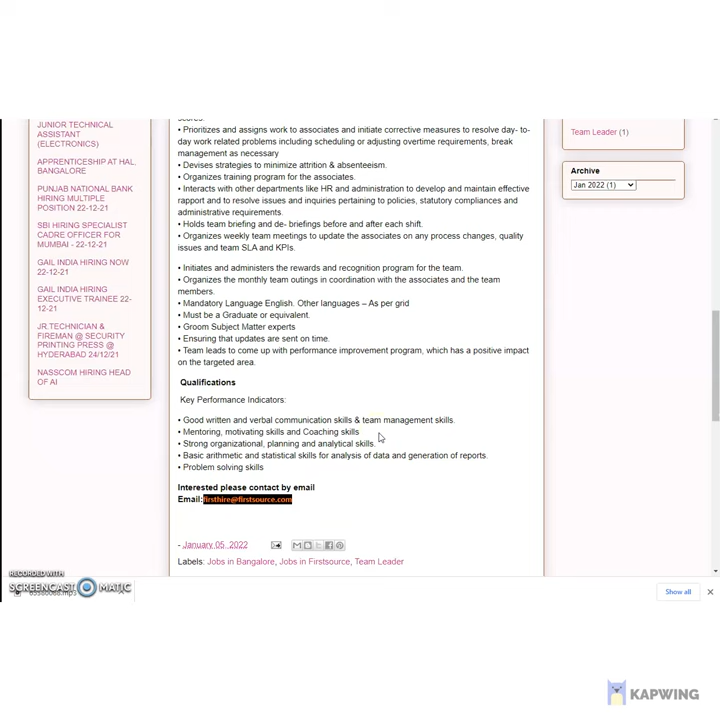 JUNIOR TECHNICAL
ASSISTANT
(ELECTRONICS)
APPRENTICESHIP AT HAL,
BANGALORE
PUNJAB NATIONAL BANK
HIRING MULTIPLE
POSITION 22-12-21
SBI HIRING SPECIALIST
CADRE OFFICER FOR
MUMBAI - 22-12-21
GAIL INDIA HIRING NOW
22-12-21
GAIL INDIA HIRING
EXECUTIVE TRAINEE 22-
12-21
JR.TECHNICIAN &
FIREMAN @ SECURITY
PRINTING PRESS @
HYDERABAD 24/12/21
NASSCOM HIRING HEAD
OF AI
scores.
• Prioritizes and assigns work to associates and initiate corrective measures to resolve day- to-
day work related problems including scheduling or adjusting overtime requirements, break
management as necessary
• Devises strategies to minimize attrition & absenteeism.
• Organizes training program for the associates.
• Interacts with other departments like HR and administration to develop and maintain effective
rapport and to resolve issues and inquiries pertaining to policies, statutory compliances and
administrative requirements.
• Holds team briefing and de- briefings before and after each shift.
• Organizes weekly team meetings to update the associates on any process changes, quality
issues and team SLA and KPIs.
• Initiates and administers the rewards and recognition program for the team.
• Organizes the monthly team outings in coordination with the associates and the team
members.
• Mandatory Language English. Other languages – As per grid
• Must be a Graduate or equivalent.
• Groom Subject Matter experts
• Ensuring that updates are sent on time.
• Team leads to come up with performance improvement program, which has a positive impact
on the targeted area.
Qualifications
Key Performance Indicators:
• Good written and verbal communication skills & team management skills.
• Mentoring, motivating skills and Coaching skills
• Strong organizational, planning and analytical skills.
• Basic arithmetic and statistical skills for analysis of data and generation of reports.
• Problem solving skills
Interested please contact by email
Email:firsthire@firstsource.com
- January 05, 2022
Labels: Jobs in Bangalore, Jobs in Firstsource, Team Leader
Team Leader (1)
Archive
Jan 2022 (1)
RECORDED WITH
SCREENCAST MATIC
Show all
KAPWING